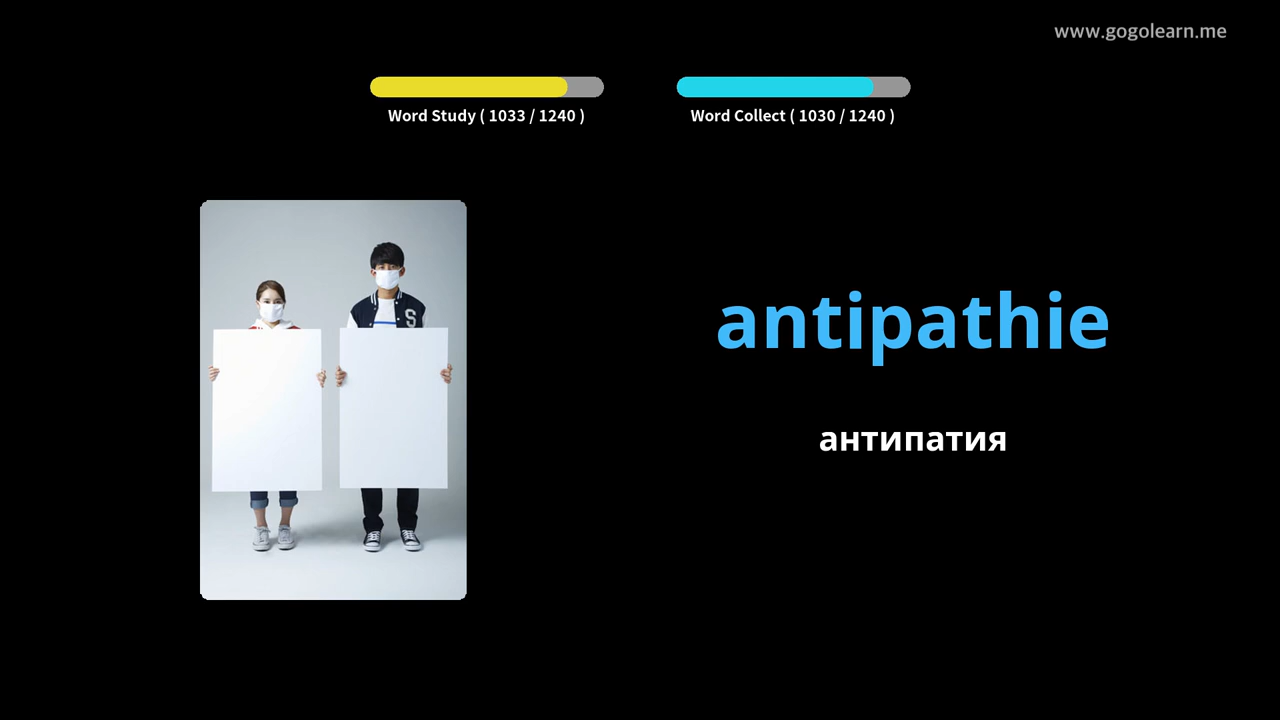 www.gogolearn.me
Word Study ( 1033 / 1240 )
Word Collect ( 1030 / 1240 )
S
antipathie
антипатия